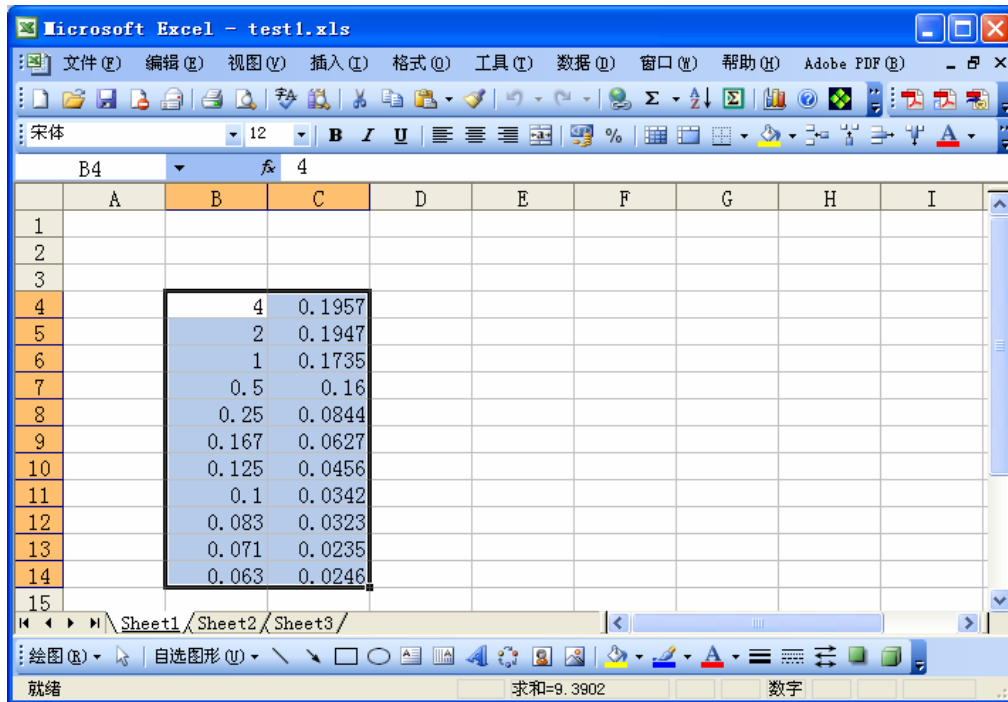 Microsoft Excel - test1.xls
文件(F) 编辑(E) 视图(V) 插入(I) 格式(O) 工具(T) 数据(D) 窗口(W) 帮助(H) Adobe PDF(B)
宋体 12 B I U %
B4 fx 4
A B C D E F G H I
1
2
3
4 4 0.1957
5 2 0.1947
6 1 0.1735
7 0.5 0.16
8 0.25 0.0844
9 0.167 0.0627
10 0.125 0.0456
11 0.1 0.0342
12 0.083 0.0323
13 0.071 0.0235
14 0.063 0.0246
15
Sheet1 Sheet2 Sheet3
绘图(R) 自选图形(U)
就绪 求和=9.3902 数字